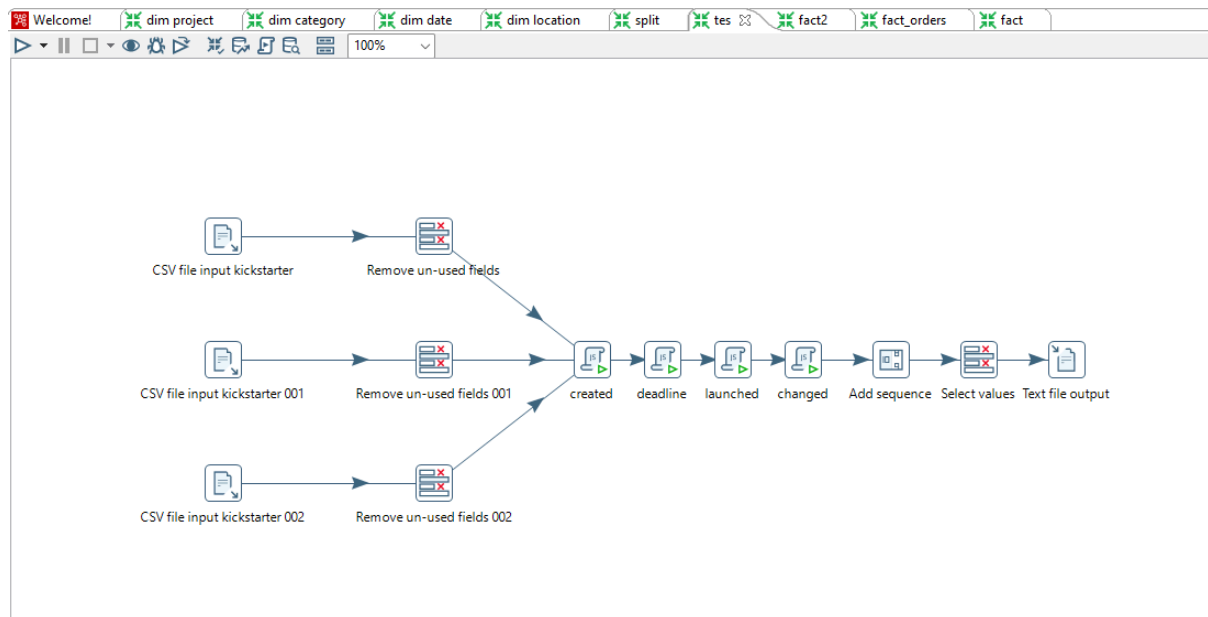 Welcome!
dim project
dim category
dim date
dim location
split
tes
fact2
fact_orders
fact
100%
CSV file input kickstarter
Remove un-used fields
CSV file input kickstarter 001
Remove un-used fields 001
created
deadline
launched
changed
Add sequence
Select values
Text file output
CSV file input kickstarter 002
Remove un-used fields 002